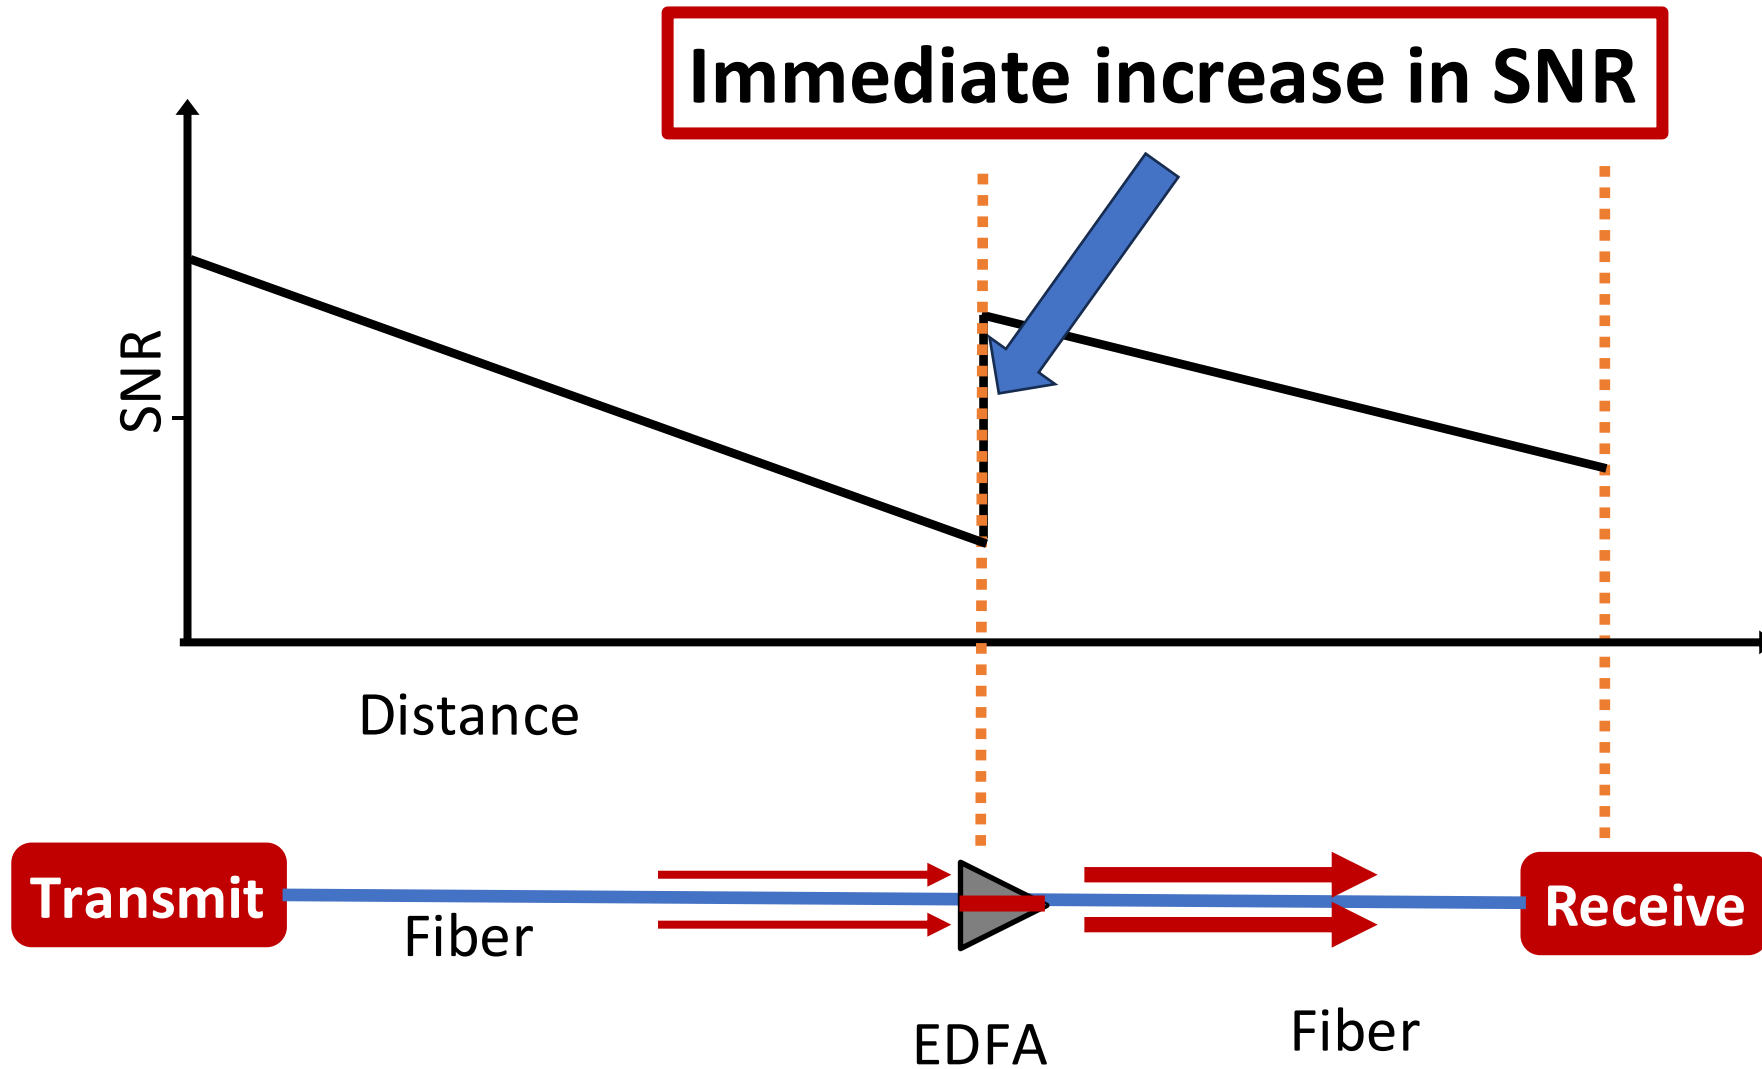 Immediate increase in SNR
SNR
Distance
Transmit
Fiber
Receive
EDFA
Fiber